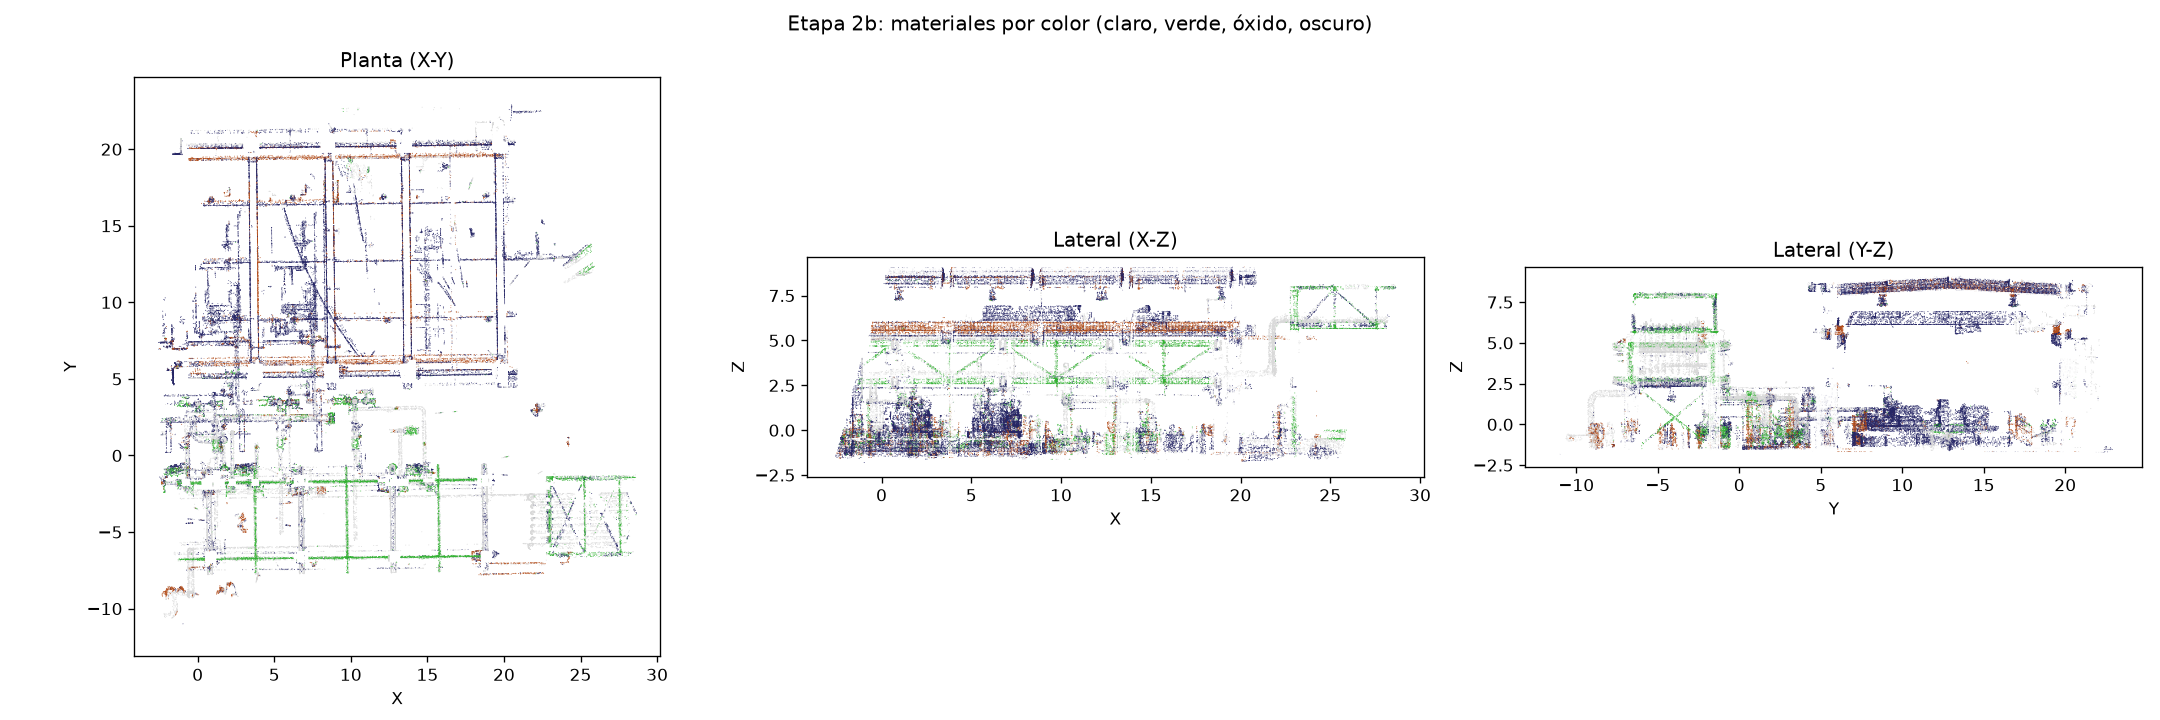 Etapa 2b: materiales por color (claro, verde, óxido, oscuro)
Planta (X-Y)
Y
20
15
10
5
0
−5
−10
0 5 10 15 20 25 30
X
Lateral (X-Z)
Z
7.5
5.0
2.5
0.0
−2.5
0 5 10 15 20 25 30
X
Lateral (Y-Z)
Z
7.5
5.0
2.5
0.0
−2.5
−10 −5 0 5 10 15 20
Y